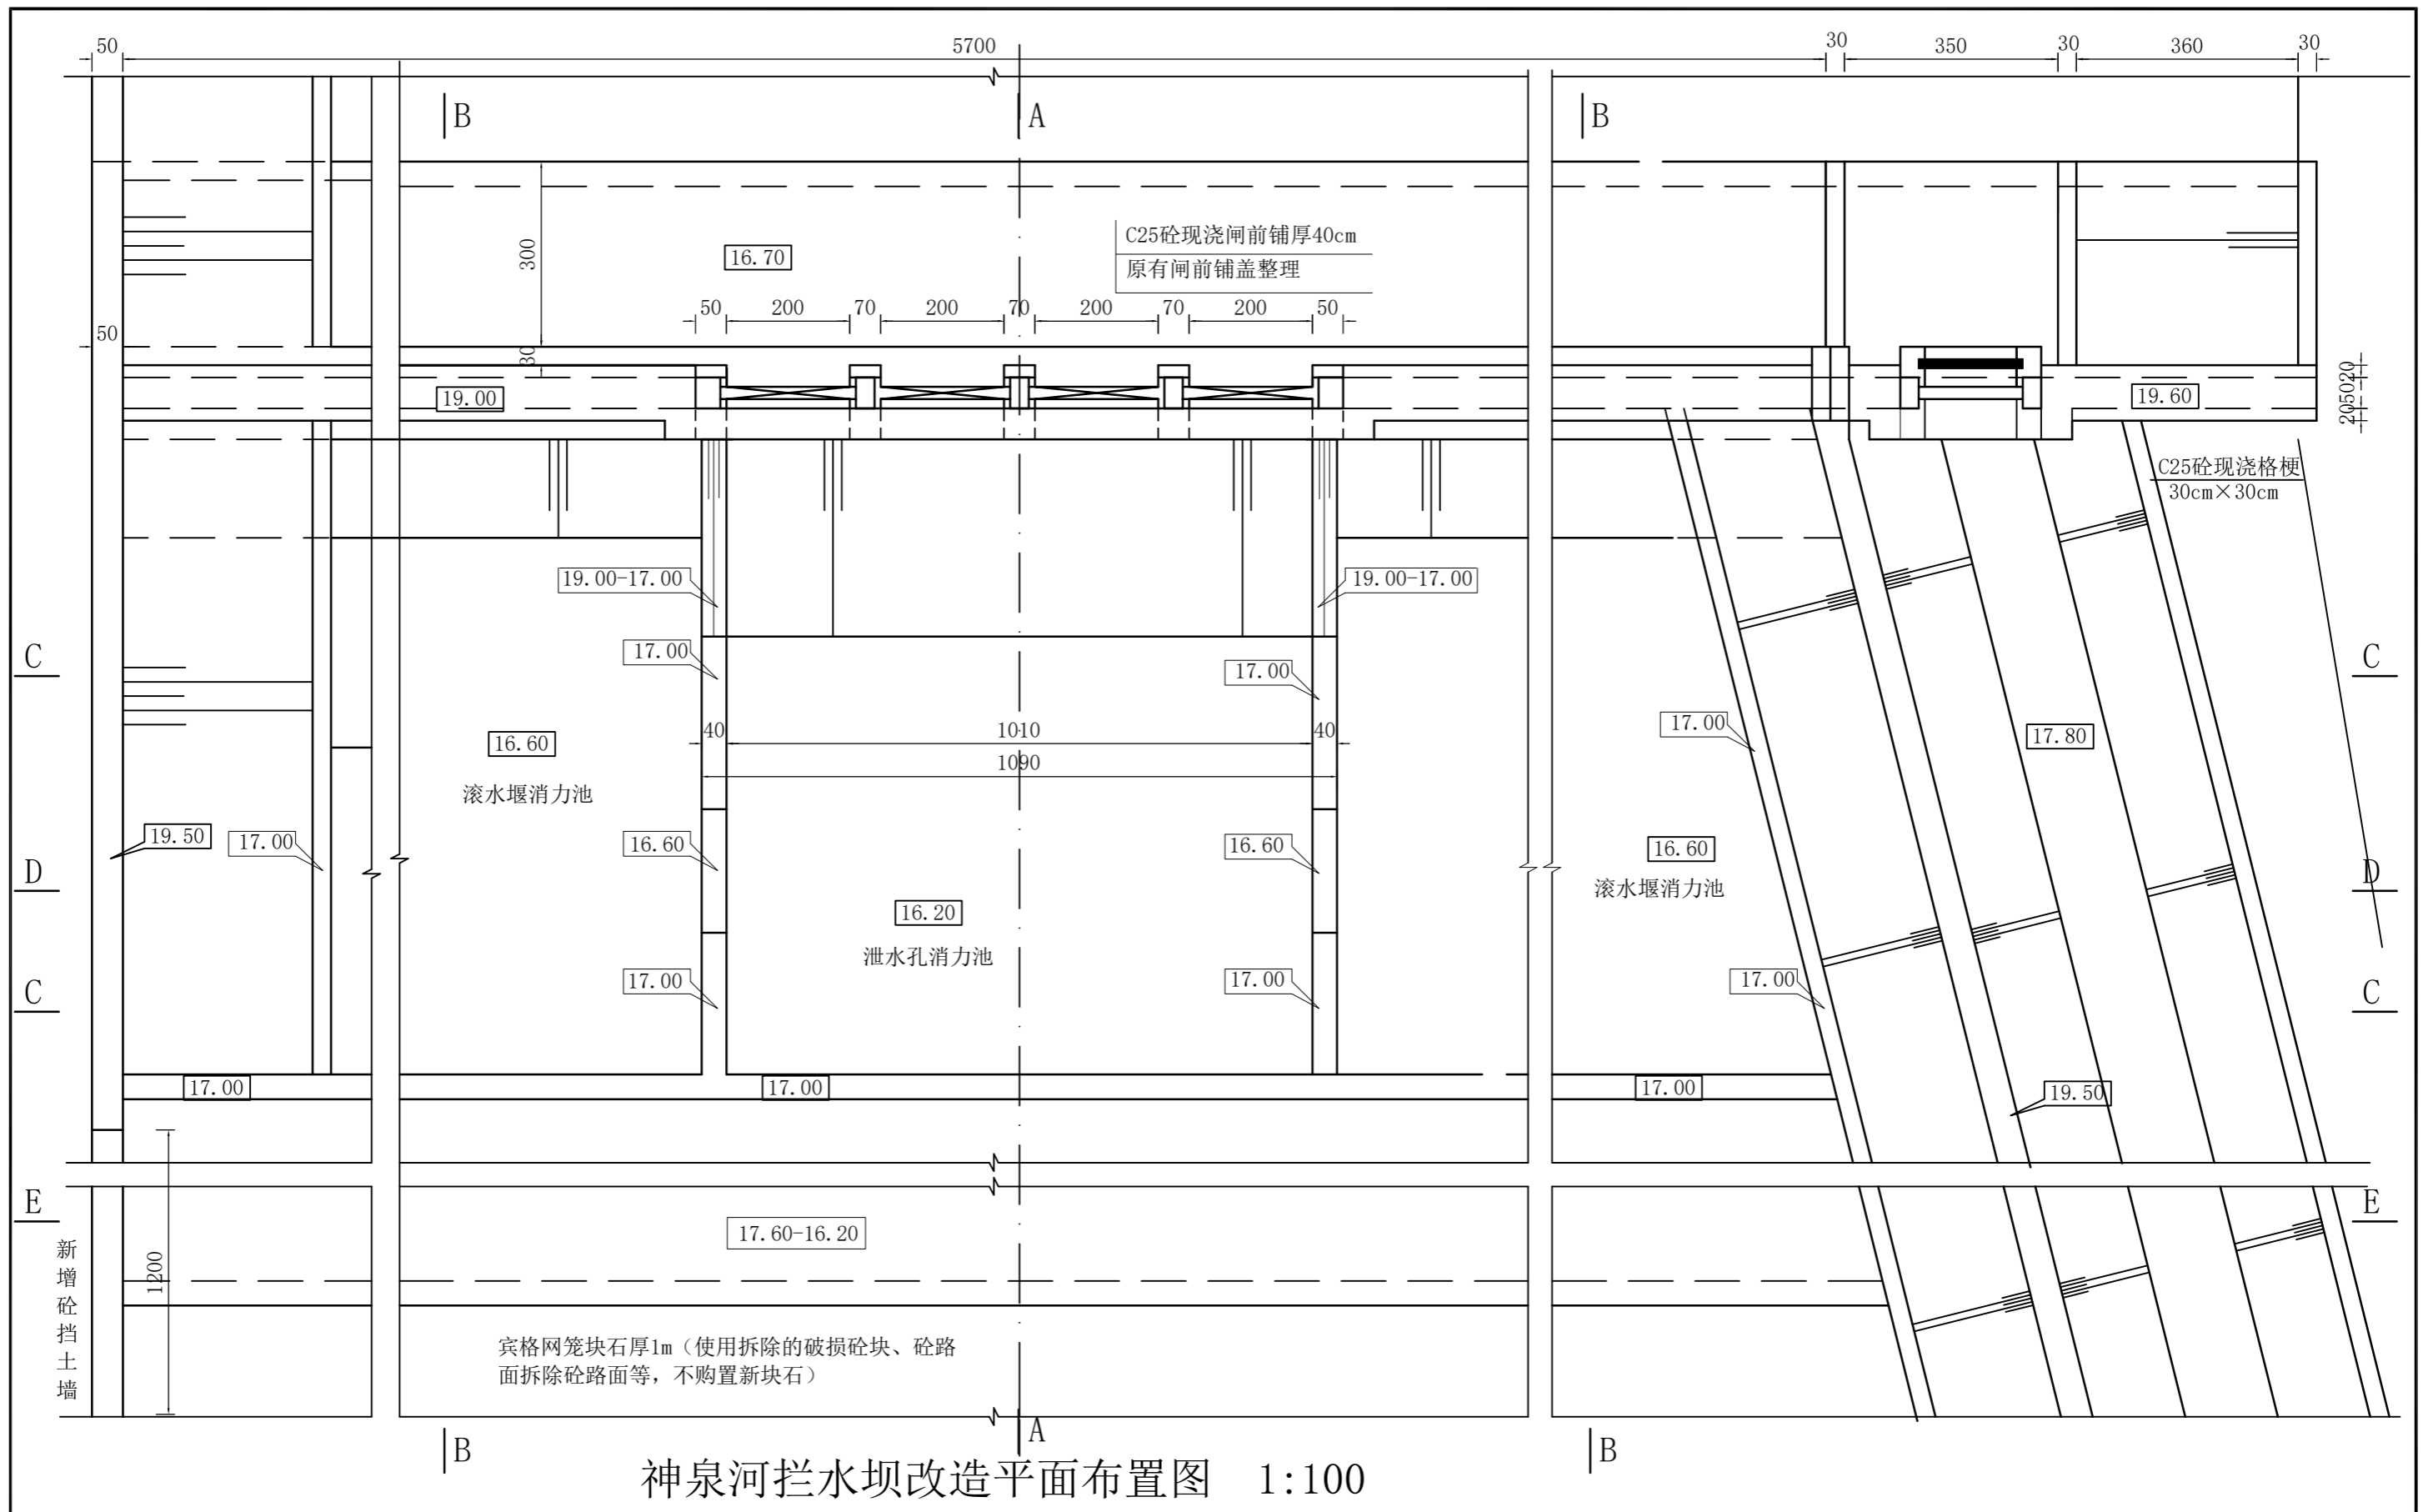 50
5700
30
350
30
360
30
B
A
B
300
16.70
C25砼现浇闸前铺厚40cm
原有闸前铺盖整理
50
200
70
200
70
200
70
200
50
50
30
19.00
19.60
205020
C25砼现浇格梗
30cm×30cm
19.00-17.00
19.00-17.00
C
17.00
17.00
C
40
1010
40
1090
16.60
滚水堰消力池
17.00
17.80
19.50
17.00
16.60
16.60
16.60
滚水堰消力池
D
D
16.20
泄水孔消力池
17.00
17.00
17.00
C
C
17.00
17.00
17.00
19.50
E
17.60-16.20
E
新增砼挡土墙
1200
宾格网笼块石厚1m（使用拆除的破损砼块、砼路
面拆除砼路面等，不购置新块石）
B
A
B
神泉河拦水坝改造平面布置图 1:100